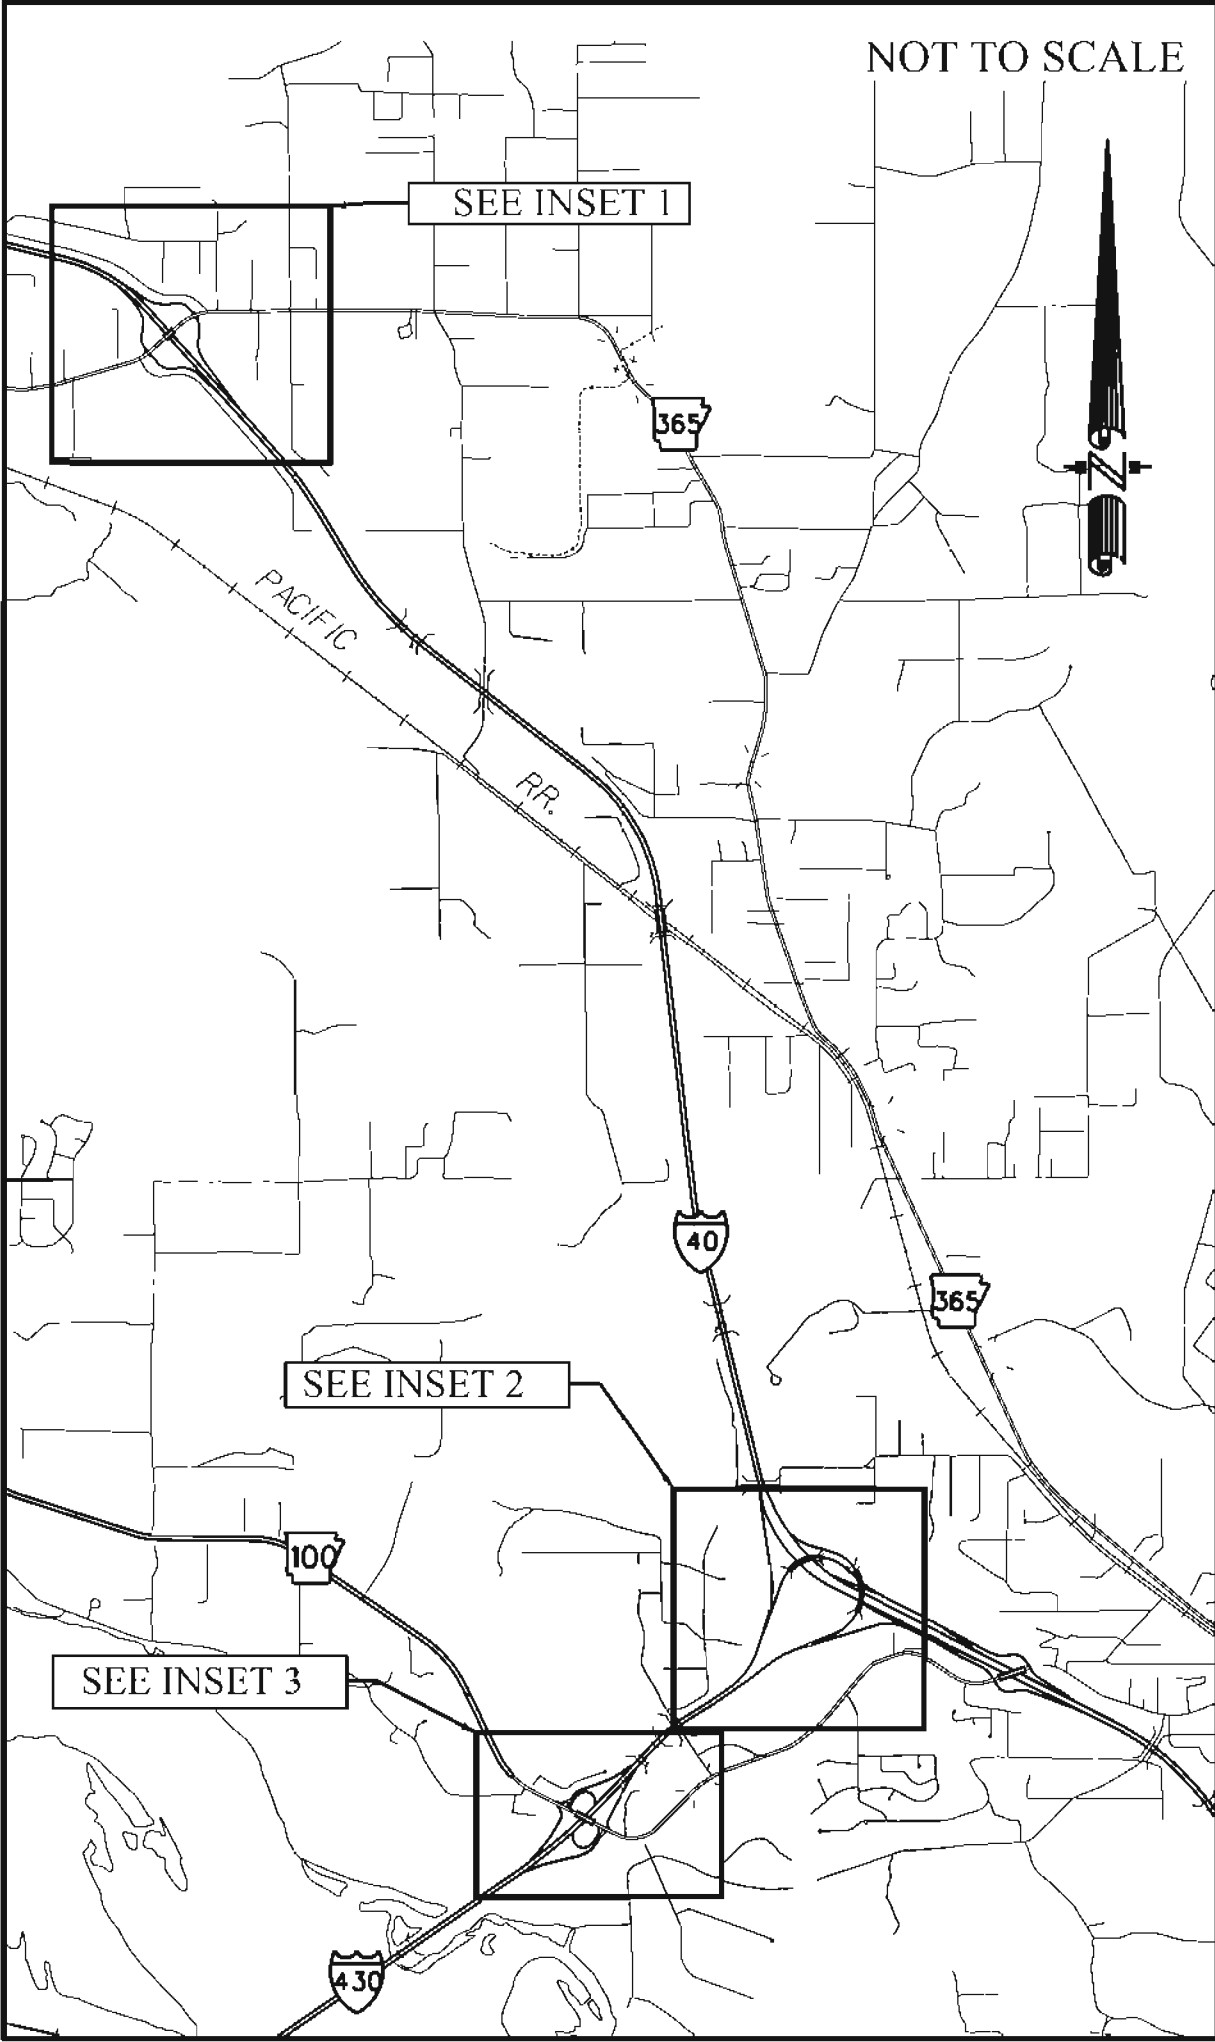 NOT TO SCALE
SEE INSET 1
365
N
PACIFIC
RR.
40
365
SEE INSET 2
100
SEE INSET 3
430